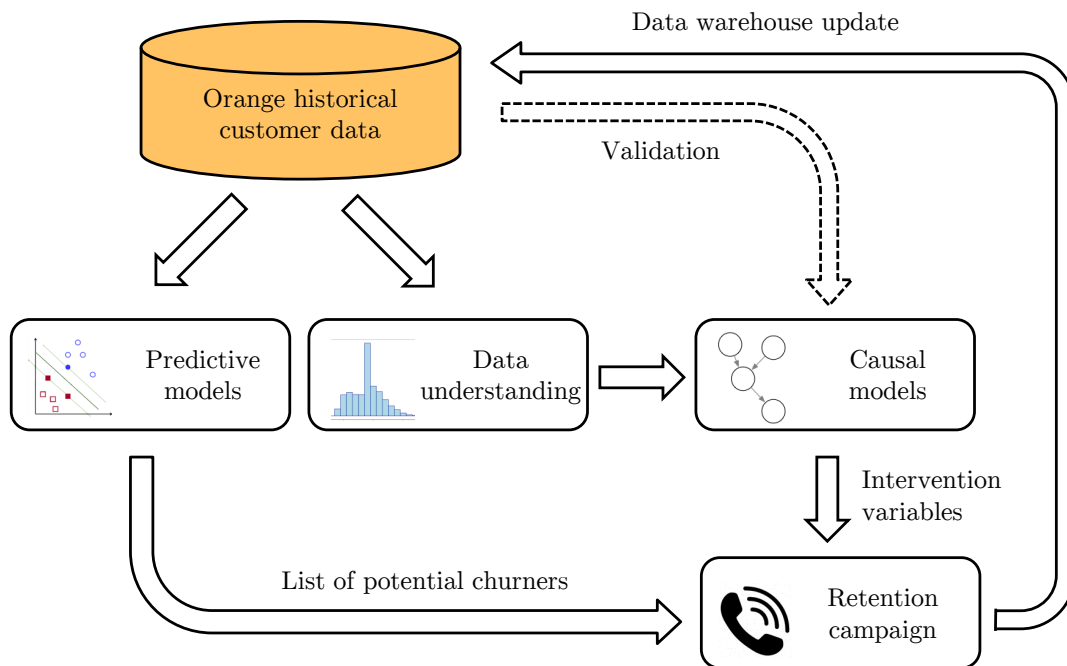 Data warehouse update
Orange historical
customer data
Validation
Predictive
models
Data
understanding
Causal
models
Intervention
variables
List of potential churners
Retention
campaign